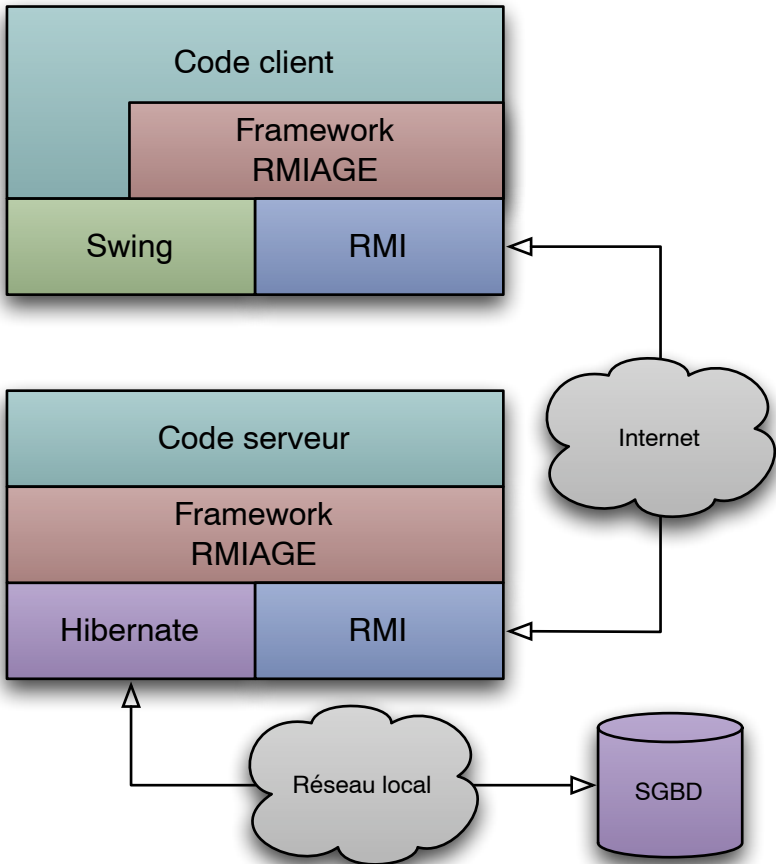 Code client
Framework
RMIAGE
Swing
RMI
Internet
Code serveur
Framework
RMIAGE
Hibernate
RMI
Réseau local
SGBD